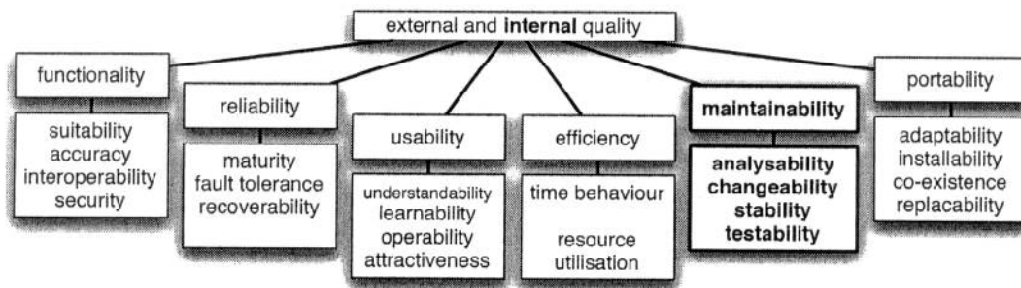 external and internal quality
functionality
suitability
accuracy
interoperability
security
reliability
maturity
fault tolerance
recoverability
usability
understandability
learnability
operability
attractiveness
efficiency
time behaviour
resource
utilisation
maintainability
analysability
changeability
stability
testability
portability
adaptability
installability
co-existence
replacability